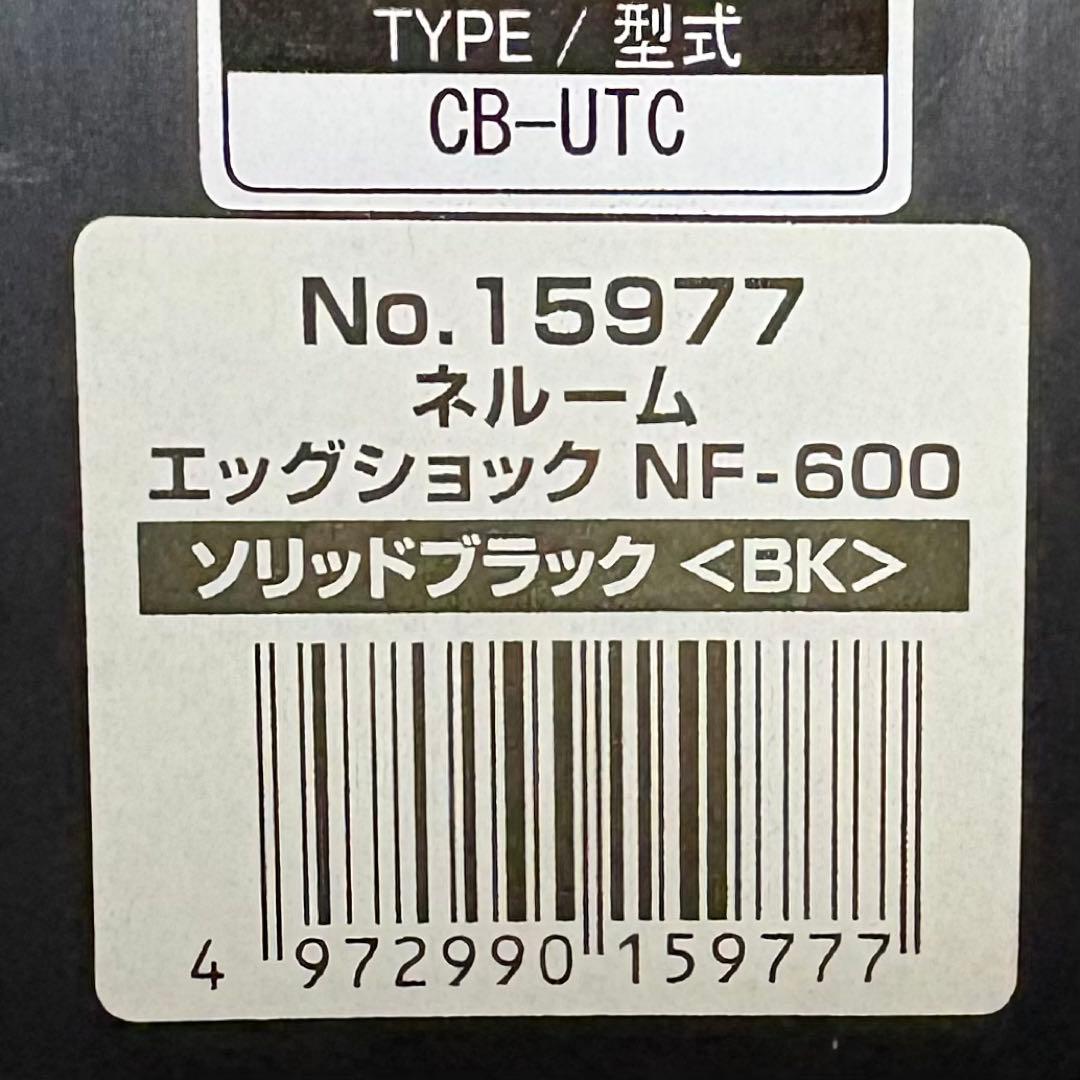 TYPE / 型式
CB-UTC
No.15977
ネルーム
エッグショック NF-600
ソリッドブラック <BK>
4 972990 159777